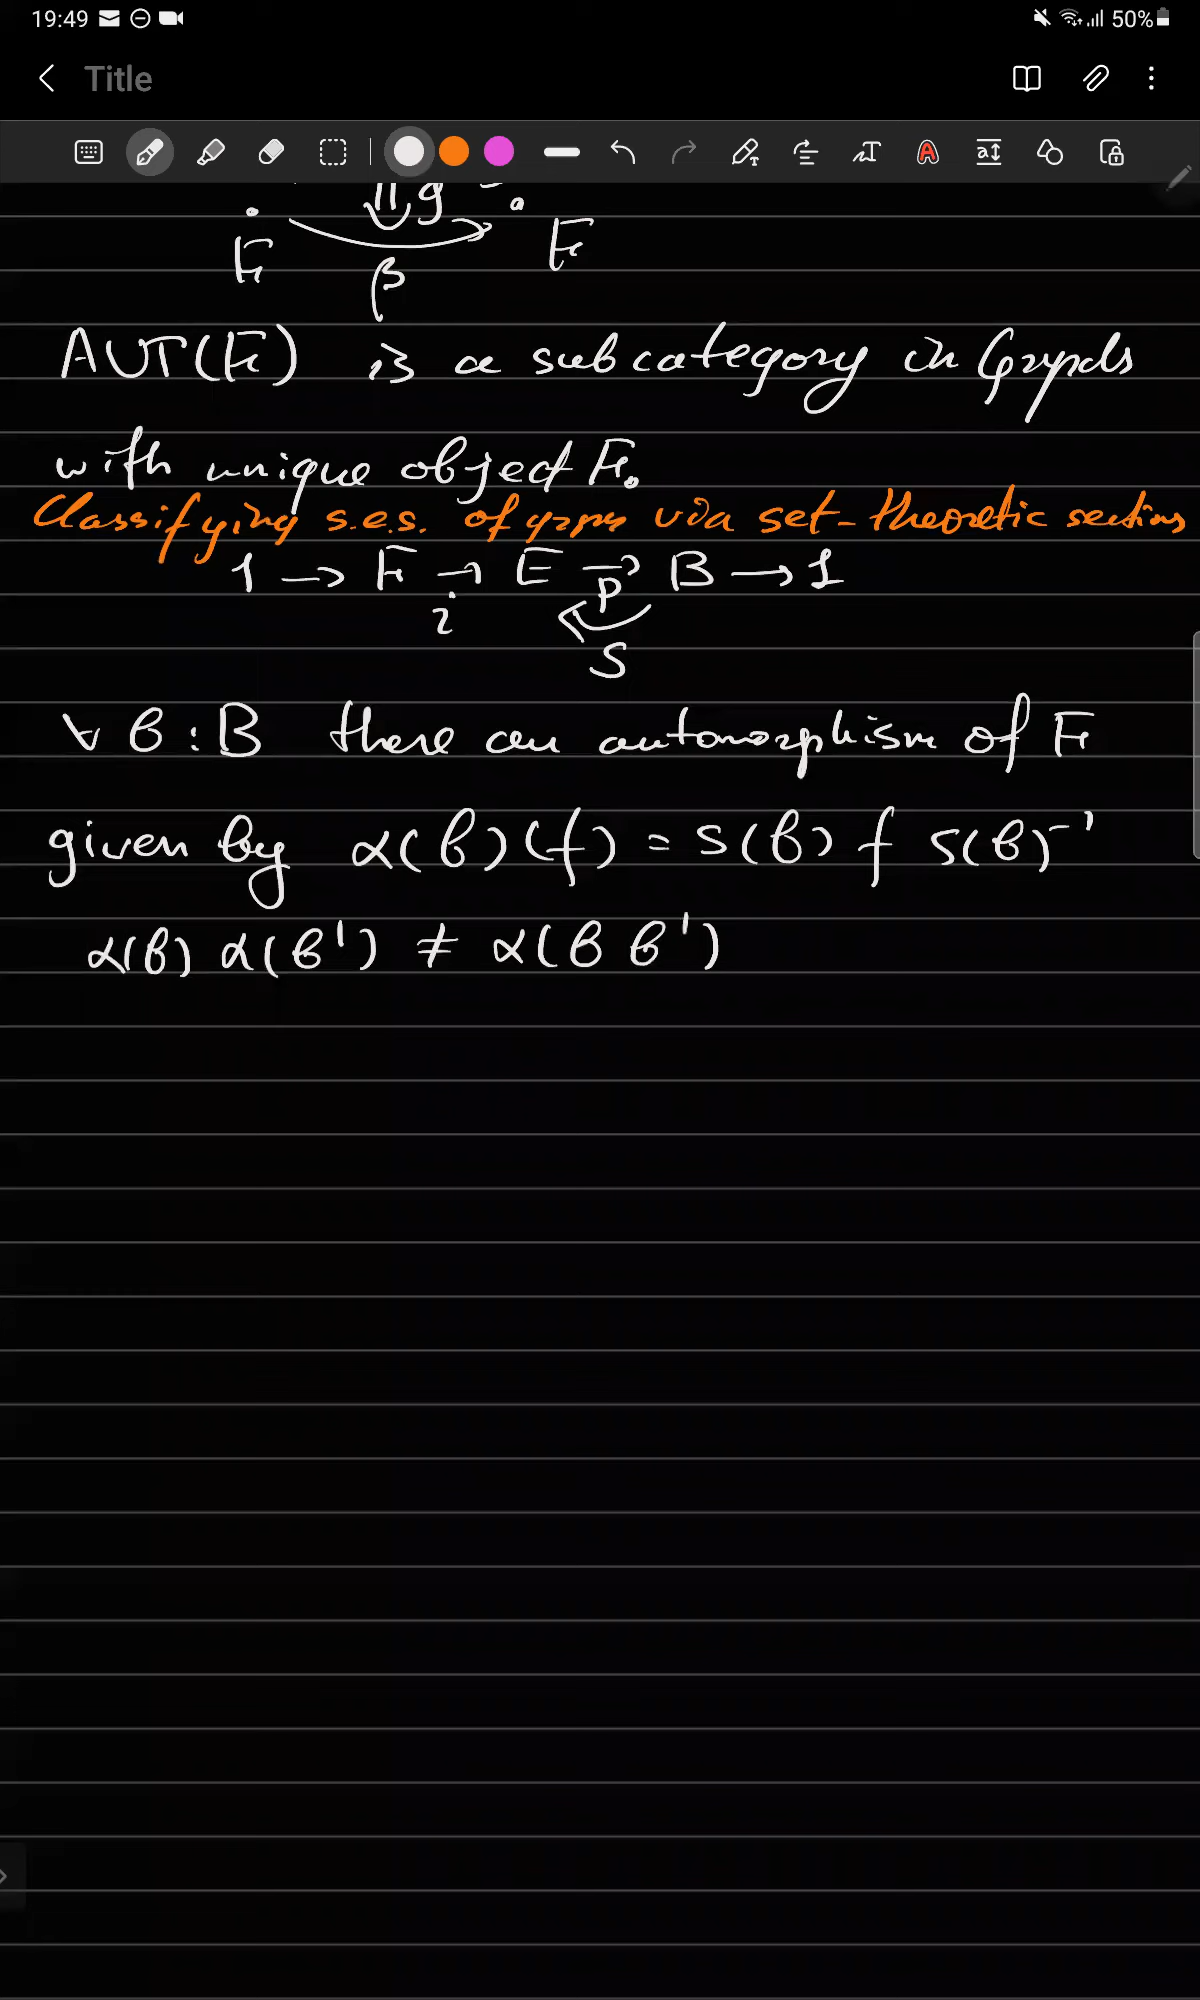 19:49 50%
Title
g
F F
β
AUT(F) is a subcategory in Grpds
with unique object F.
Classifying s.e.s. of grps via set-theoretic sections
1 → F → E → B → 1
i p
s
∀ b : B there an automorphism of F
given by α(b)(f) = s(b) f s(b)⁻¹
α(b) α(b') ≠ α(b b')